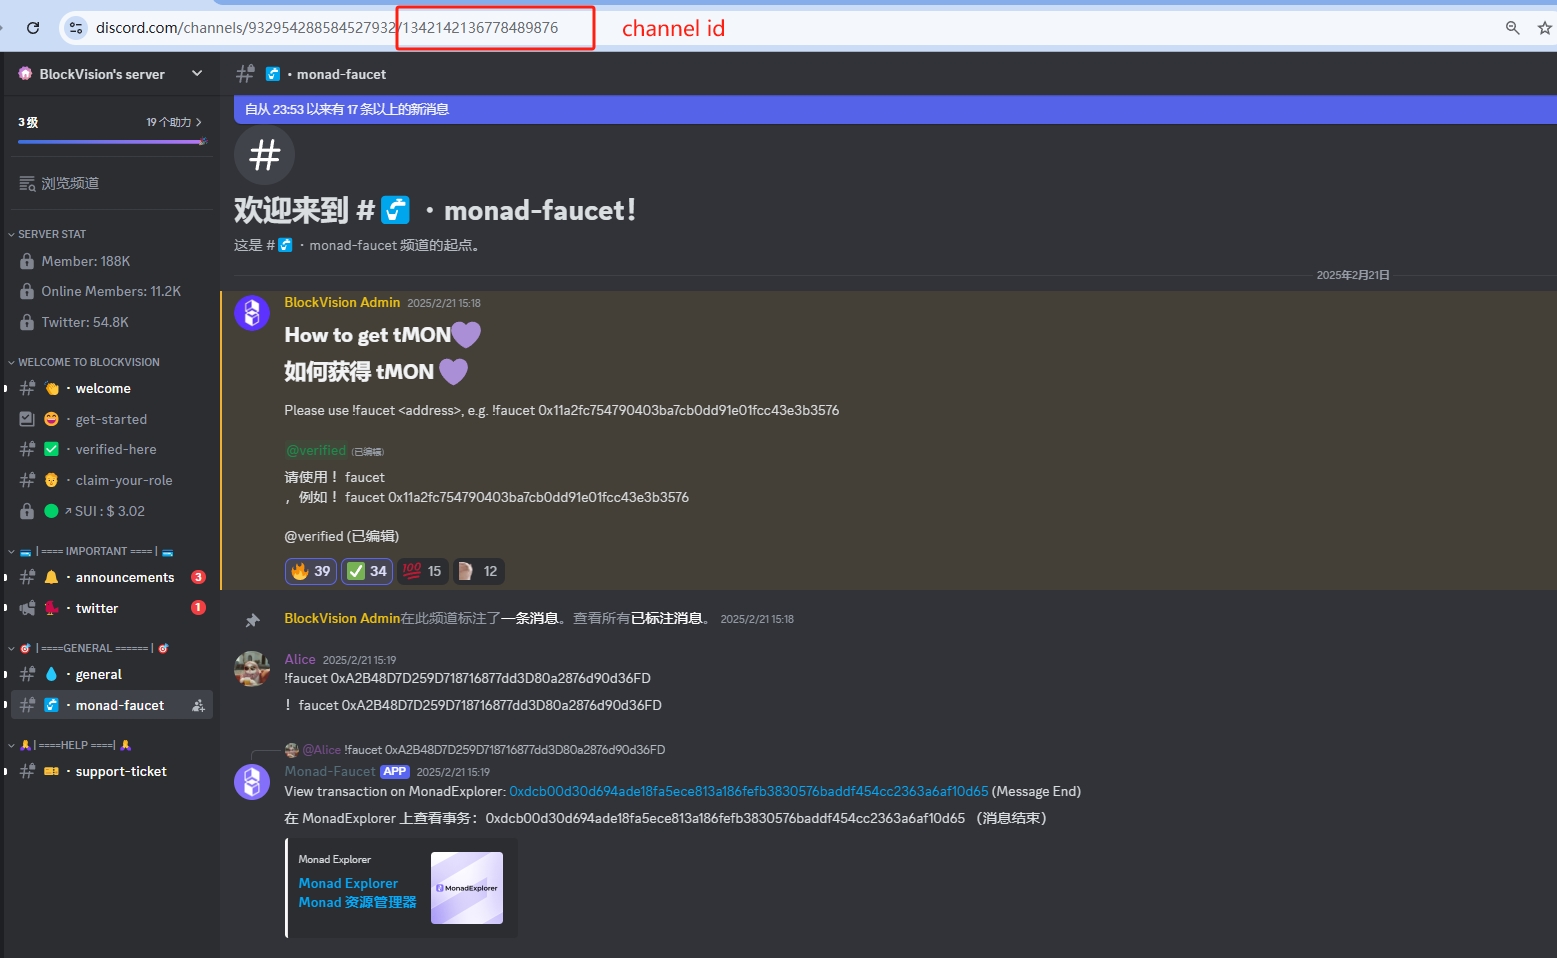 discord.com/channels/932954288584527932/1342142136778489876
channel id
BlockVision's server
3 级
19 个助力
浏览频道
SERVER STAT
Member: 188K
Online Members: 11.2K
Twitter: 54.8K
WELCOME TO BLOCKVISION
welcome
get-started
verified-here
claim-your-role
SUI : $ 3.02
| ==== IMPORTANT ==== |
announcements 3
twitter 1
| ====GENERAL ====== |
general
monad-faucet
| ====HELP ====|
support-ticket
# · monad-faucet
自从 23:53 以来有 17 条以上的新消息
欢迎来到 # · monad-faucet!
这是 # · monad-faucet 频道的起点。
2025年2月21日
BlockVision Admin 2025/2/21 15:18
How to get tMON
如何获得 tMON
Please use !faucet <address>, e.g. !faucet 0x11a2fc754790403ba7cb0dd91e01fcc43e3b3576
@verified (已编辑)
请使用！faucet
，例如！faucet 0x11a2fc754790403ba7cb0dd91e01fcc43e3b3576
@verified (已编辑)
39 34 100 15 12
BlockVision Admin在此频道标注了一条消息。查看所有已标注消息。 2025/2/21 15:18
Alice 2025/2/21 15:19
!faucet 0xA2B48D7D259D718716877dd3D80a2876d90d36FD
！faucet 0xA2B48D7D259D718716877dd3D80a2876d90d36FD
@Alice !faucet 0xA2B48D7D259D718716877dd3D80a2876d90d36FD
Monad-Faucet APP 2025/2/21 15:19
View transaction on MonadExplorer: 0xdcb00d30d694ade18fa5ece813a186fefb3830576baddf454cc2363a6af10d65 (Message End)
在 MonadExplorer 上查看事务：0xdcb00d30d694ade18fa5ece813a186fefb3830576baddf454cc2363a6af10d65 （消息结束）
Monad Explorer
Monad Explorer
Monad 资源管理器
MonadExplorer